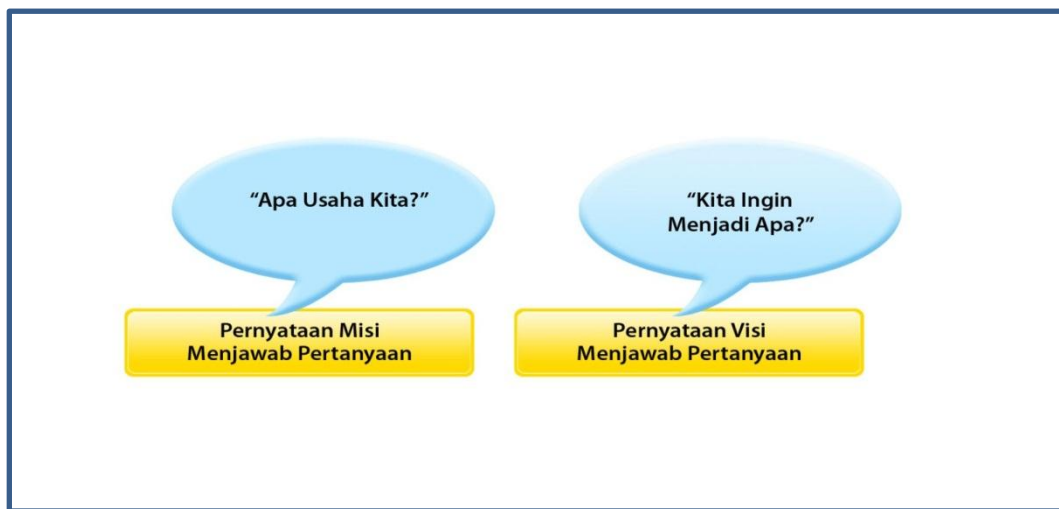 “Apa Usaha Kita?”
Pernyataan Misi
Menjawab Pertanyaan
“Kita Ingin
Menjadi Apa?”
Pernyataan Visi
Menjawab Pertanyaan